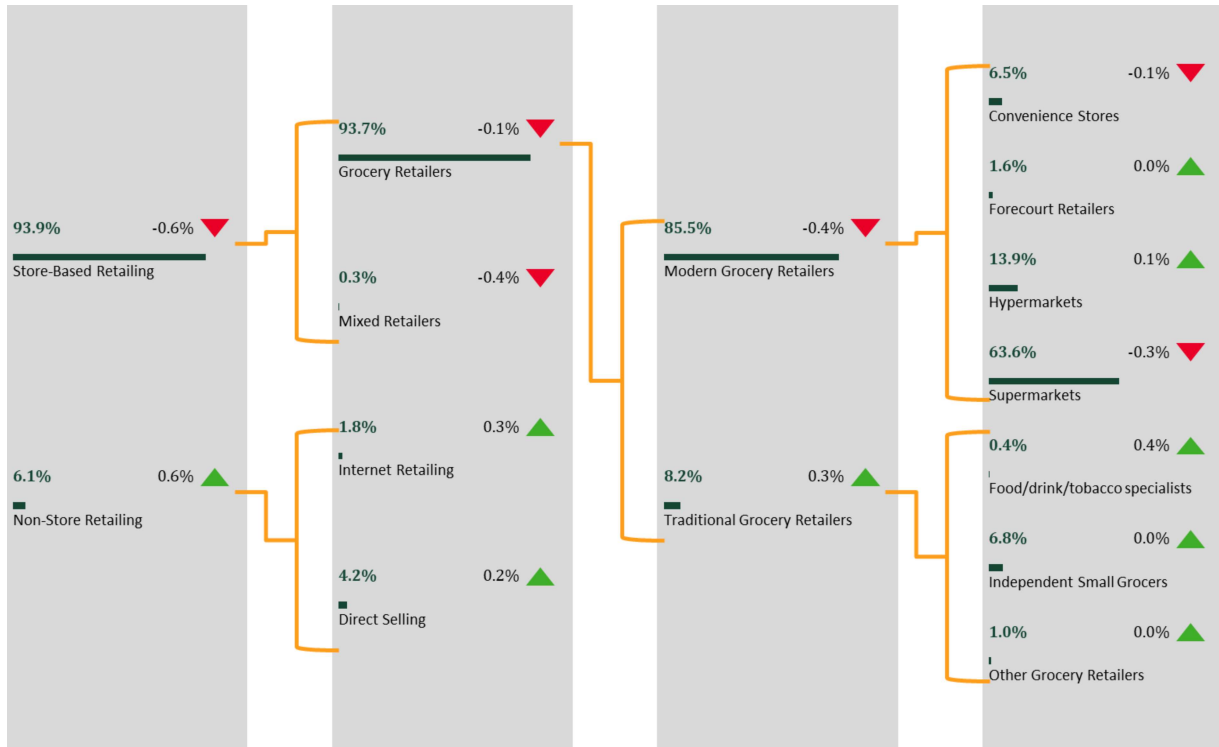 93.9% -0.6%
Store-Based Retailing
6.1% 0.6%
Non-Store Retailing
93.7% -0.1%
Grocery Retailers
0.3% -0.4%
Mixed Retailers
1.8% 0.3%
Internet Retailing
4.2% 0.2%
Direct Selling
85.5% -0.4%
Modern Grocery Retailers
8.2% 0.3%
Traditional Grocery Retailers
6.5% -0.1%
Convenience Stores
1.6% 0.0%
Forecourt Retailers
13.9% 0.1%
Hypermarkets
63.6% -0.3%
Supermarkets
0.4% 0.4%
Food/drink/tobacco specialists
6.8% 0.0%
Independent Small Grocers
1.0% 0.0%
Other Grocery Retailers